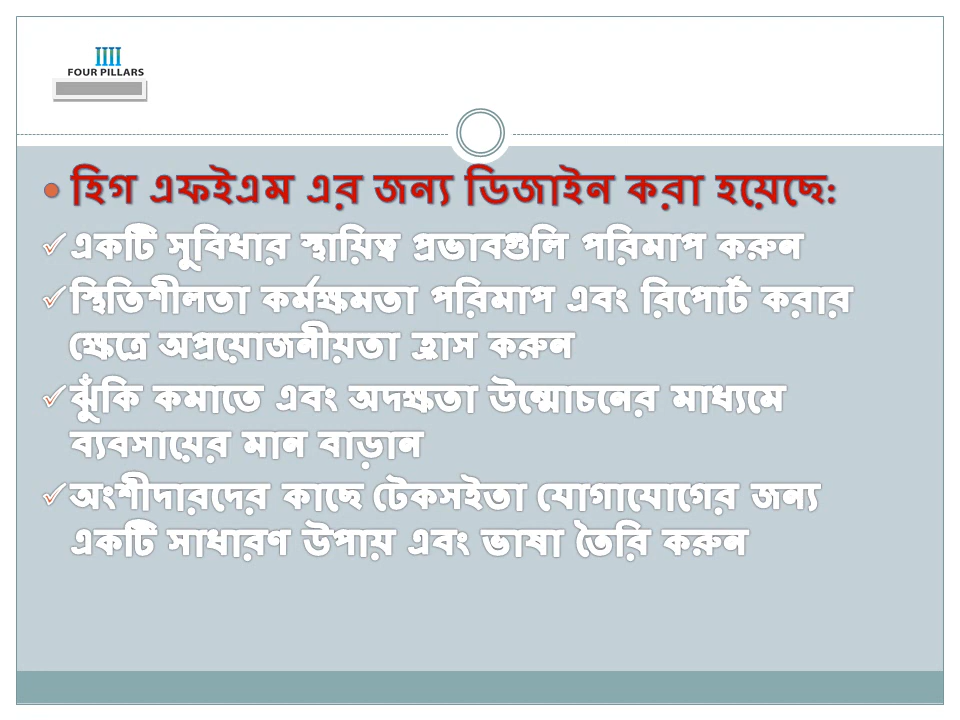 FOUR PILLARS
হিগ এফইএম এর জন্য ডিজাইন করা হয়েছে:
একটি সুবিধার স্থায়িত্ব প্রভাবগুলি পরিমাপ করুন
স্থিতিশীলতা কর্মক্ষমতা পরিমাপ এবং রিপোর্ট করার
ক্ষেত্রে অপ্রয়োজনীয়তা হ্রাস করুন
ঝুঁকি কমাতে এবং অদক্ষতা উন্মোচনের মাধ্যমে
ব্যবসায়ের মান বাড়ান
অংশীদারদের কাছে টেকসইতা যোগাযোগের জন্য
একটি সাধারণ উপায় এবং ভাষা তৈরি করুন